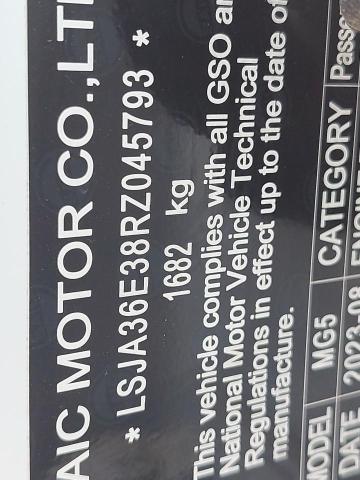 AIC MOTOR CO.,LT
* LSJA36E38RZ045793 *
1682 kg
This vehicle complies with all GSO a
National Motor Vehicle Technical
Regulations in effect up to the date of
manufacture.
MODEL MG5 CATEGORY Passe
DATE 2023-08 ENGINE